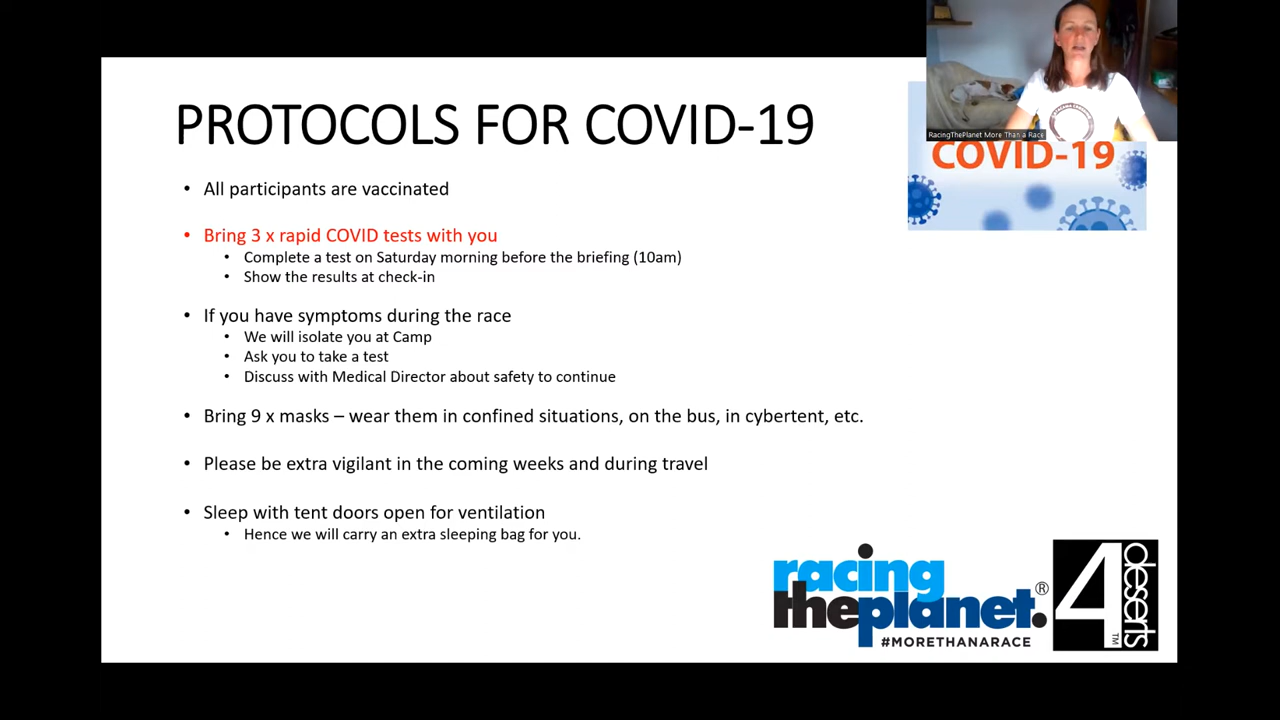 PROTOCOLS FOR COVID-19
RacingThePlanet More Than a Race
COVID-19
• All participants are vaccinated
• Bring 3 x rapid COVID tests with you
• Complete a test on Saturday morning before the briefing (10am)
• Show the results at check-in
• If you have symptoms during the race
• We will isolate you at Camp
• Ask you to take a test
• Discuss with Medical Director about safety to continue
• Bring 9 x masks – wear them in confined situations, on the bus, in cybertent, etc.
• Please be extra vigilant in the coming weeks and during travel
• Sleep with tent doors open for ventilation
• Hence we will carry an extra sleeping bag for you.
racing
theplanet.®
#MORETHANARACE
4 deserts™